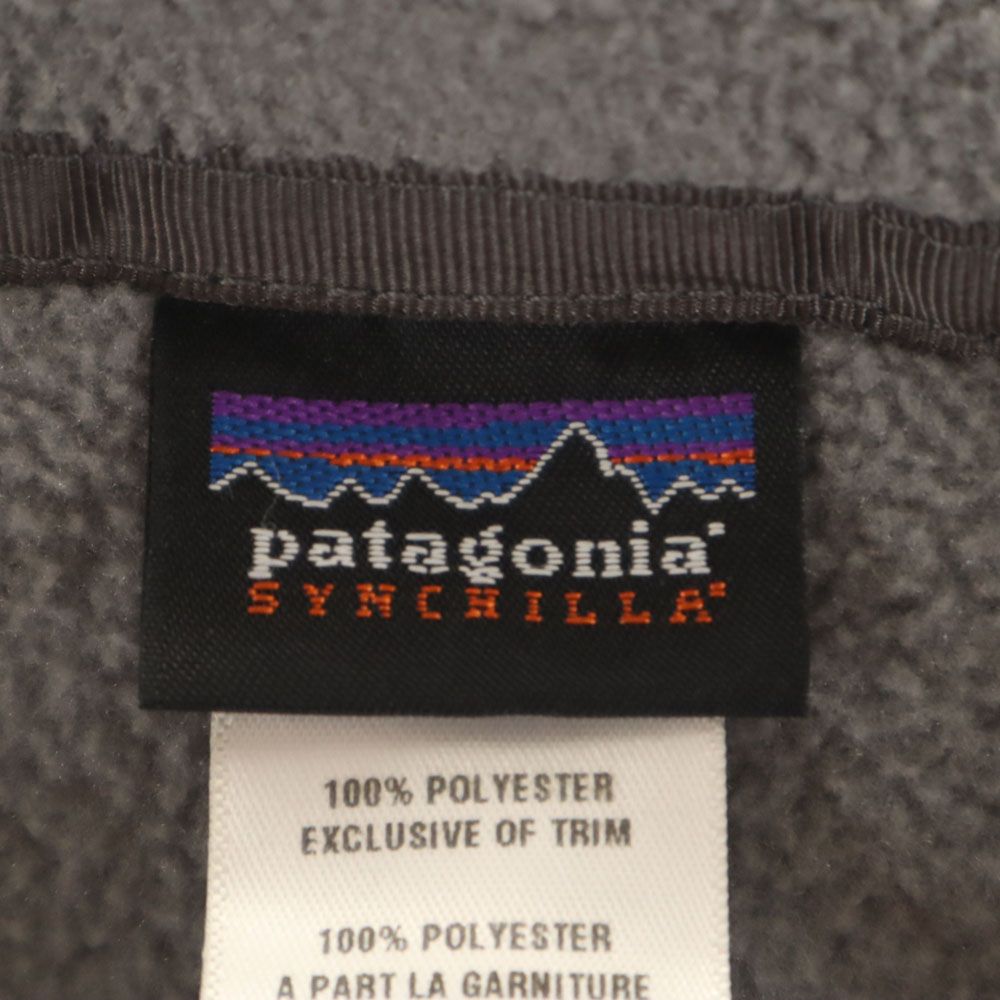 patagonia®
SYNCHILLA®
100% POLYESTER
EXCLUSIVE OF TRIM
100% POLYESTER
A PART LA GARNITURE